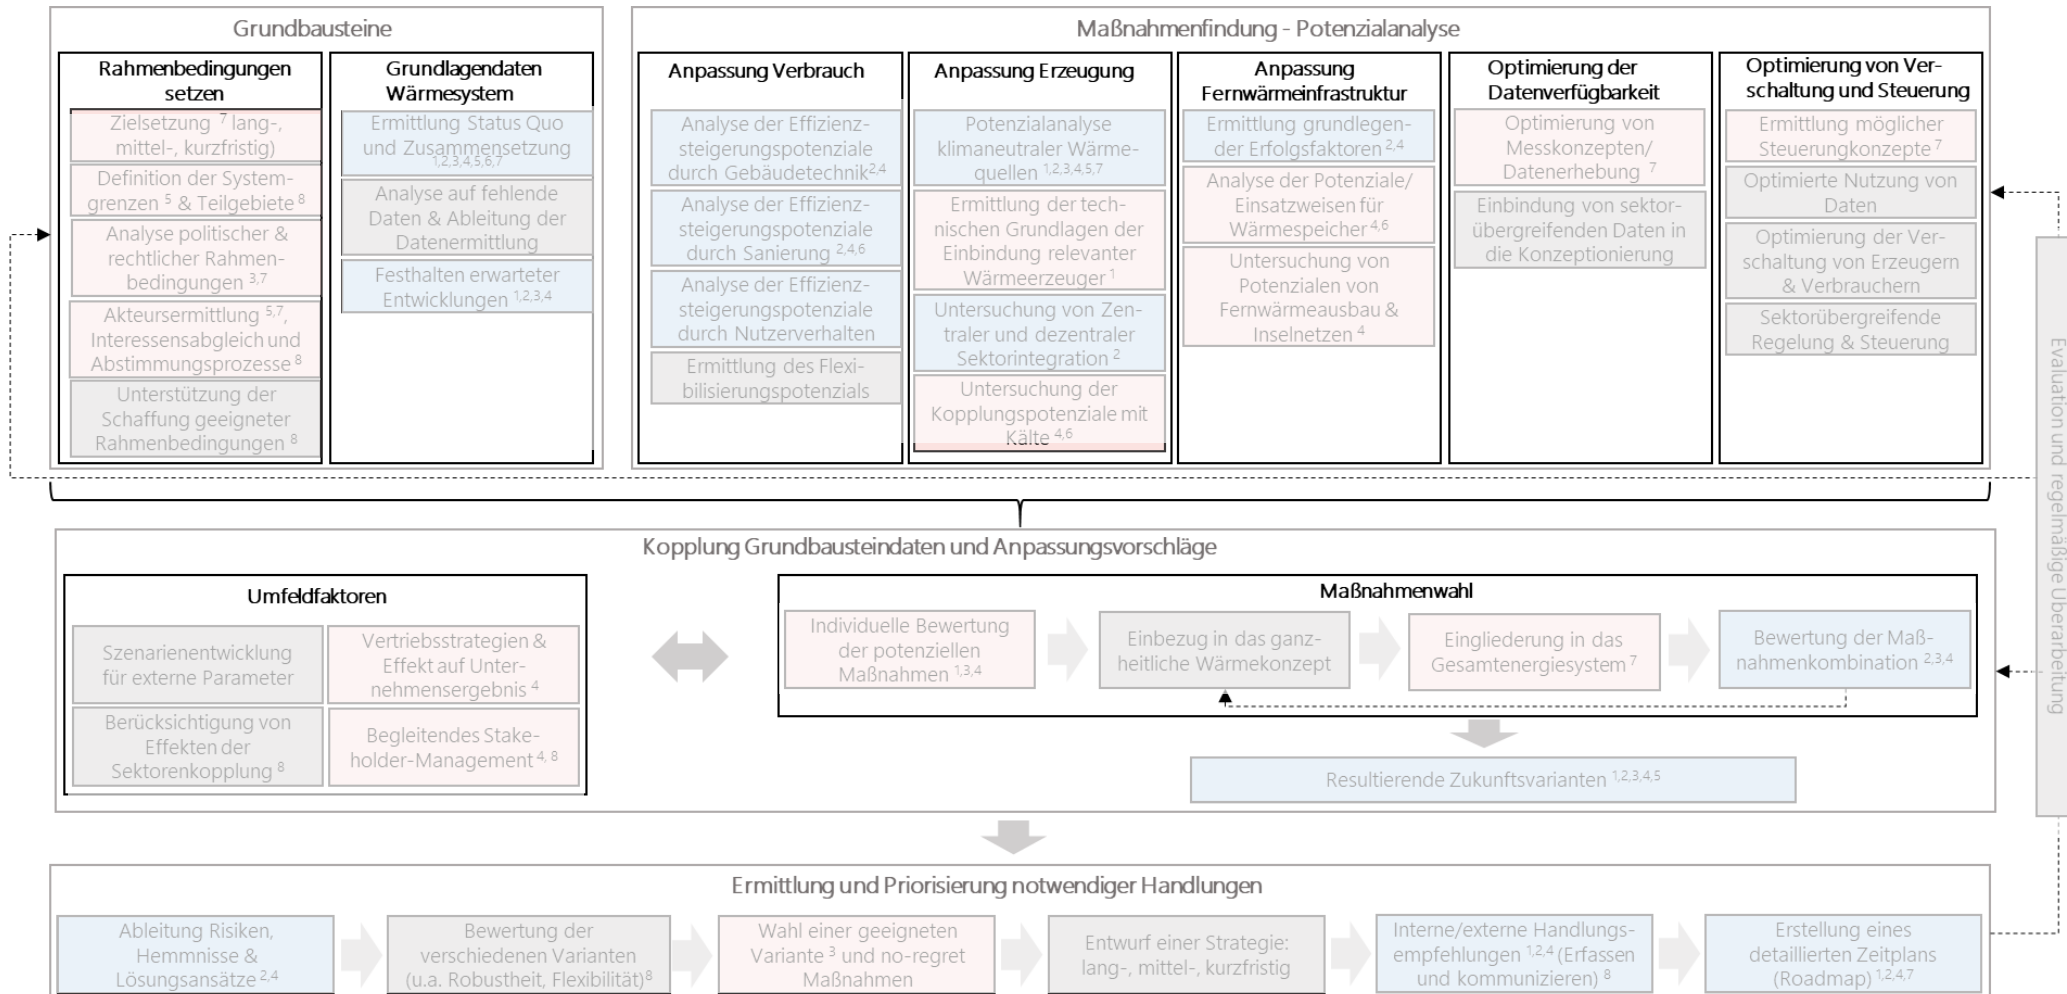 Grundbausteine
Rahmenbedingungen
setzen
Zielsetzung ⁷ lang-,
mittel-, kurzfristig)
Definition der System-
grenzen ⁵ & Teilgebiete ⁸
Analyse politischer &
rechtlicher Rahmen-
bedingungen ³,⁷
Akteursermittlung ⁵,⁷,
Interessensabgleich und
Abstimmungsprozesse ⁸
Unterstützung der
Schaffung geeigneter
Rahmenbedingungen ⁸
Grundlagendaten
Wärmesystem
Ermittlung Status Quo
und Zusammensetzung
1,2,3,4,5,6,7
Analyse auf fehlende
Daten & Ableitung der
Datenermittlung
Festhalten erwarteter
Entwicklungen ¹,²,³,⁴
Maßnahmenfindung - Potenzialanalyse
Anpassung Verbrauch
Analyse der Effizienz-
steigerungspotenziale
durch Gebäudetechnik²,⁴
Analyse der Effizienz-
steigerungspotenziale
durch Sanierung ²,⁴,⁶
Analyse der Effizienz-
steigerungspotenziale
durch Nutzerverhalten
Ermittlung des Flexi-
bilisierungspotenzials
Anpassung Erzeugung
Potenzialanalyse
klimaneutraler Wärme-
quellen ¹,²,³,⁴,⁵,⁷
Ermittlung der tech-
nischen Grundlagen der
Einbindung relevanter
Wärmeerzeuger ¹
Untersuchung von Zen-
traler und dezentraler
Sektorintegration ²
Untersuchung der
Kopplungspotenziale mit
Kälte ⁴,⁶
Anpassung
Fernwärmeinfrastruktur
Ermittlung grundlegen-
der Erfolgsfaktoren ²,⁴
Analyse der Potenziale/
Einsatzweisen für
Wärmespeicher ⁴,⁶
Untersuchung von
Potenzialen von
Fernwärmeausbau &
Inselnetzen ⁴
Optimierung der
Datenverfügbarkeit
Optimierung von
Messkonzepten/
Datenerhebung ⁷
Einbindung von sektor-
übergreifenden Daten in
die Konzeptionierung
Optimierung von Ver-
schaltung und Steuerung
Ermittlung möglicher
Steuerungkonzepte ⁷
Optimierte Nutzung von
Daten
Optimierung der Ver-
schaltung von Erzeugern
& Verbrauchern
Sektorübergreifende
Regelung & Steuerung
Evaluation und regelmäßige Überarbeitung
Kopplung Grundbausteindaten und Anpassungsvorschläge
Umfeldfaktoren
Szenarienentwicklung
für externe Parameter
Vertriebsstrategien &
Effekt auf Unter-
nehmensergebnis ⁴
Berücksichtigung von
Effekten der
Sektorenkopplung ⁸
Begleitendes Stake-
holder-Management ⁴, ⁸
Maßnahmenwahl
Individuelle Bewertung
der potenziellen
Maßnahmen ¹,³,⁴
Einbezug in das ganz-
heitliche Wärmekonzept
Eingliederung in das
Gesamtenergiesystem ⁷
Bewertung der Maß-
nahmenkombination ²,³,⁴
Resultierende Zukunftsvarianten ¹,²,³,⁴,⁵
Ermittlung und Priorisierung notwendiger Handlungen
Ableitung Risiken,
Hemmnisse &
Lösungsansätze ²,⁴
Bewertung der
verschiedenen Varianten
(u.a. Robustheit, Flexibilität)⁸
Wahl einer geeigneten
Variante ³ und no-regret
Maßnahmen
Entwurf einer Strategie:
lang-, mittel-, kurzfristig
Interne/externe Handlungs-
empfehlungen ¹,²,⁴ (Erfassen
und kommunizieren) ⁸
Erstellung eines
detaillierten Zeitplans
(Roadmap) ¹,²,⁴,⁷